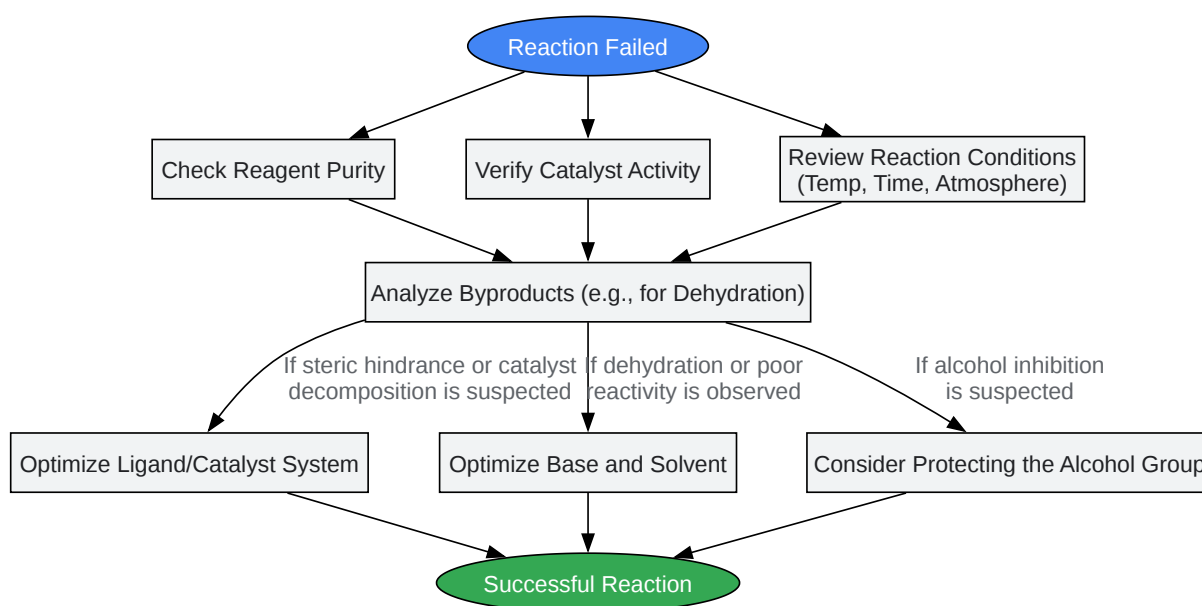 Reaction Failed
Check Reagent Purity
Verify Catalyst Activity
Review Reaction Conditions
(Temp, Time, Atmosphere)
Analyze Byproducts (e.g., for Dehydration)
If steric hindrance or catalyst
decomposition is suspected
If dehydration or poor
reactivity is observed
If alcohol inhibition
is suspected
Optimize Ligand/Catalyst System
Optimize Base and Solvent
Consider Protecting the Alcohol Group
Successful Reaction